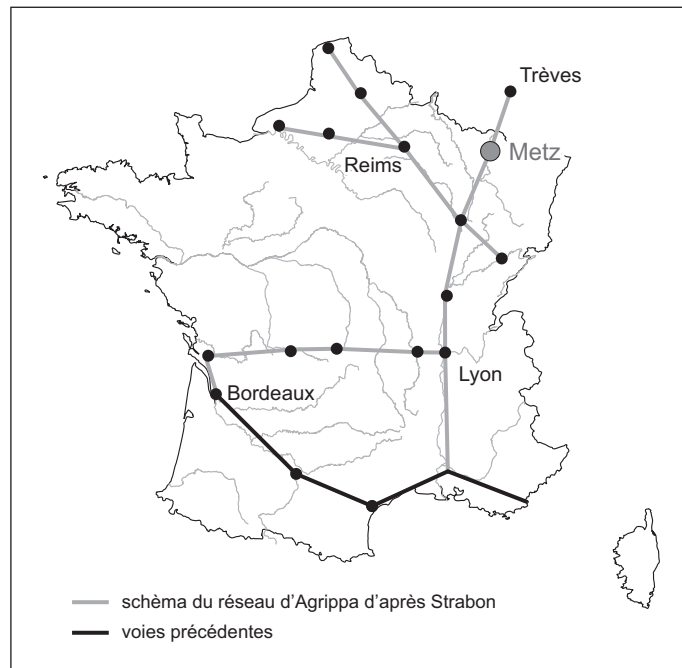 Trèves
Metz
Reims
Lyon
Bordeaux
schèma du réseau d'Agrippa d'après Strabon
voies précédentes